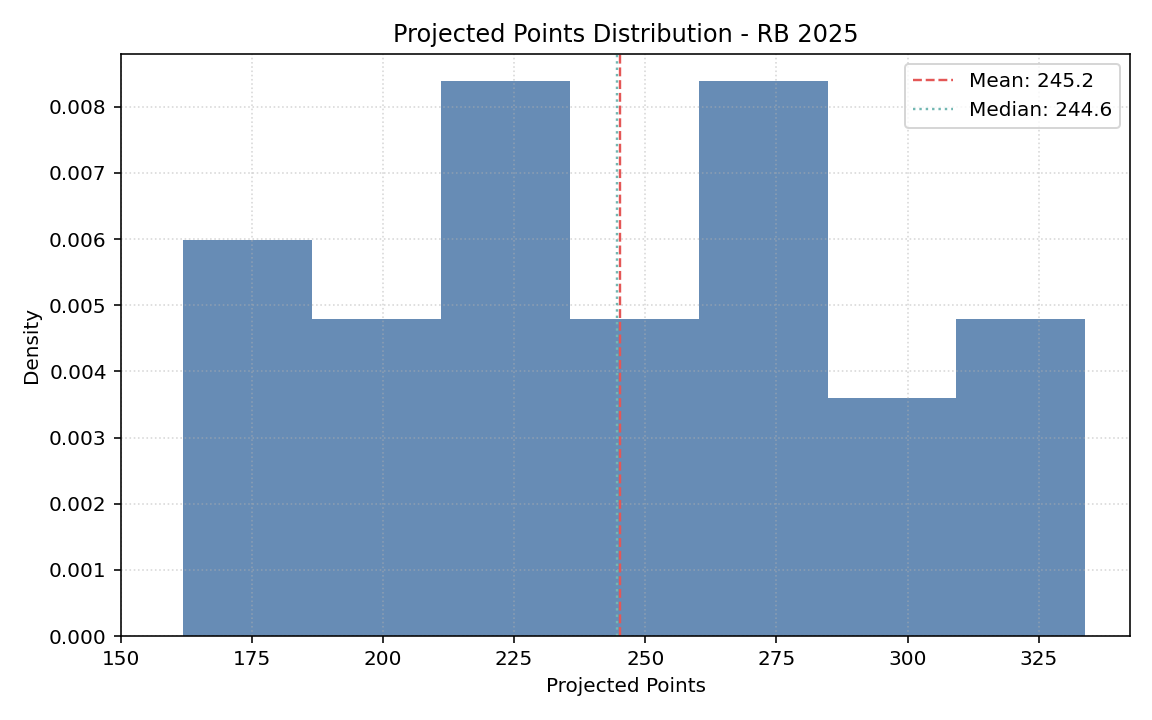 Projected Points Distribution - RB 2025
Mean: 245.2
Median: 244.6
Density
0.008
0.007
0.006
0.005
0.004
0.003
0.002
0.001
0.000
150 175 200 225 250 275 300 325
Projected Points